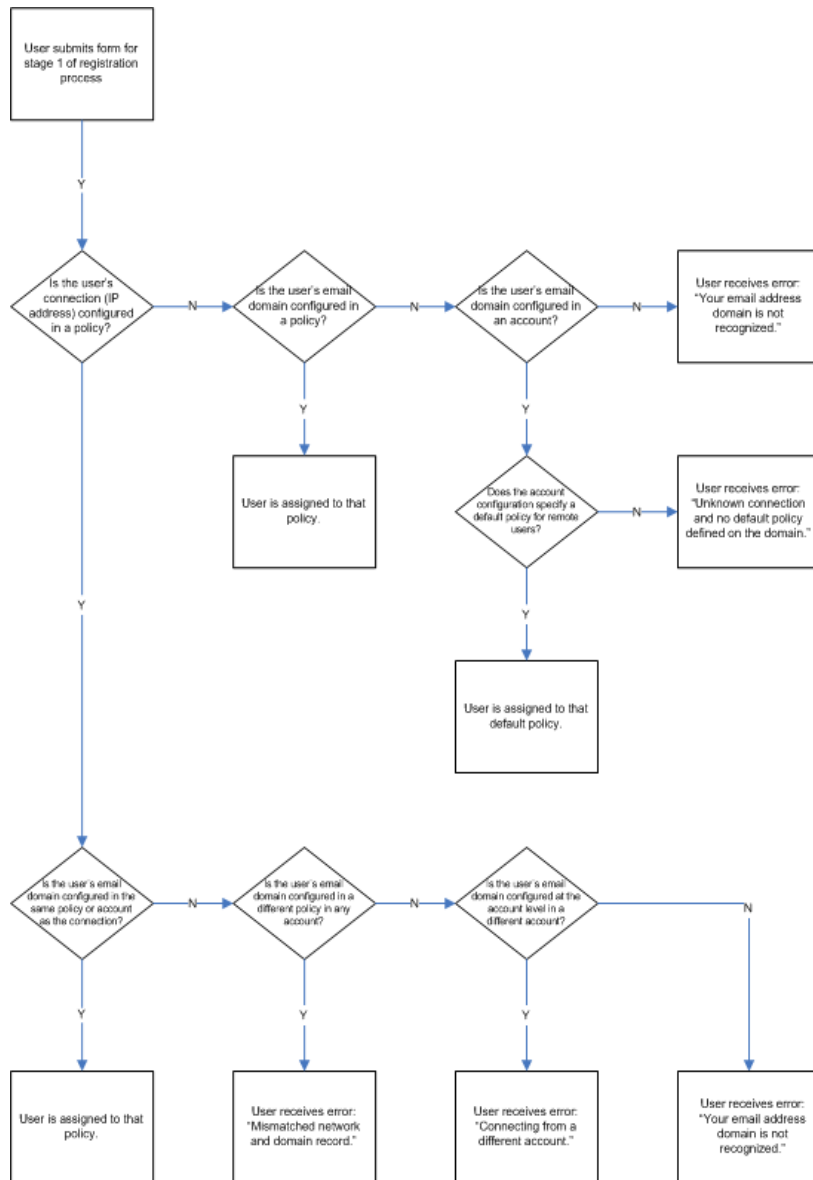 User submits form for
stage 1 of registration
process
Y
Is the user's
connection (IP
address) configured
in a policy?
N
Is the user's email
domain configured in
a policy?
N
Is the user's email
domain configured in
an account?
N
User receives error:
"Your email address
domain is not
recognized."
Y
Y
User is assigned to that
policy.
Does the account
configuration specify a
default policy for remote
users?
N
User receives error:
"Unknown connection
and no default policy
defined on the domain."
Y
Y
User is assigned to that
default policy.
Is the user's email
domain configured in the
same policy or account
as the connection?
N
Is the user's email
domain configured in a
different policy in any
account?
N
Is the user's email
domain configured at the
account level in a
different account?
N
Y
Y
Y
User is assigned to that
policy.
User receives error:
"Mismatched network
and domain record."
User receives error:
"Connecting from a
different account."
User receives error:
"Your email address
domain is not
recognized."